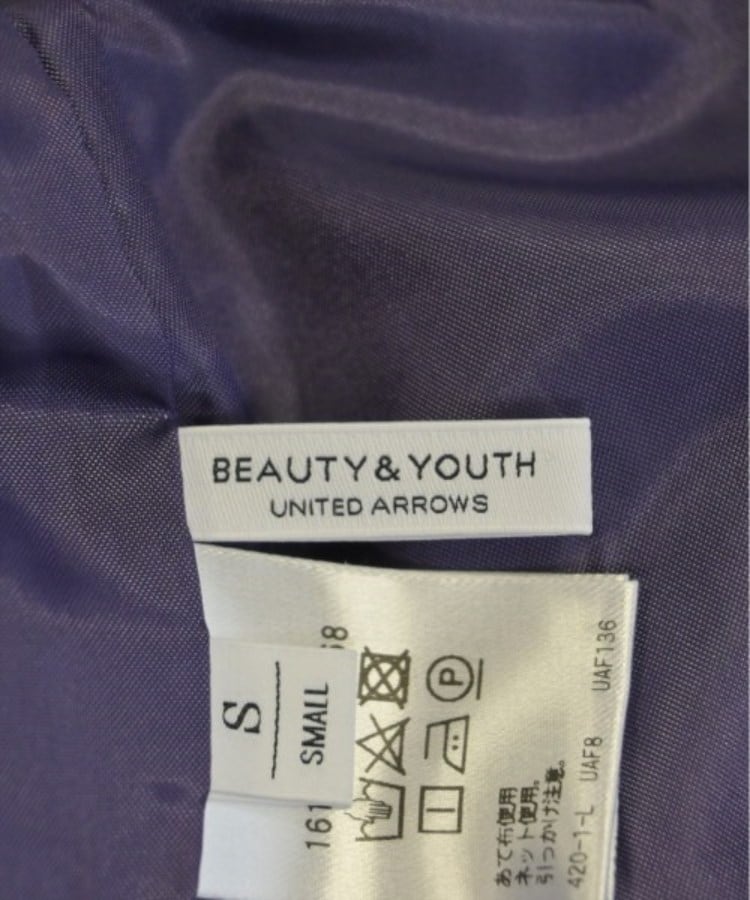 BEAUTY&YOUTH
UNITED ARROWS
S
SMALL
161 68
P
あて布使用
ネット使用。
引っかけ注意。
420-1-L UAF8 UAF136